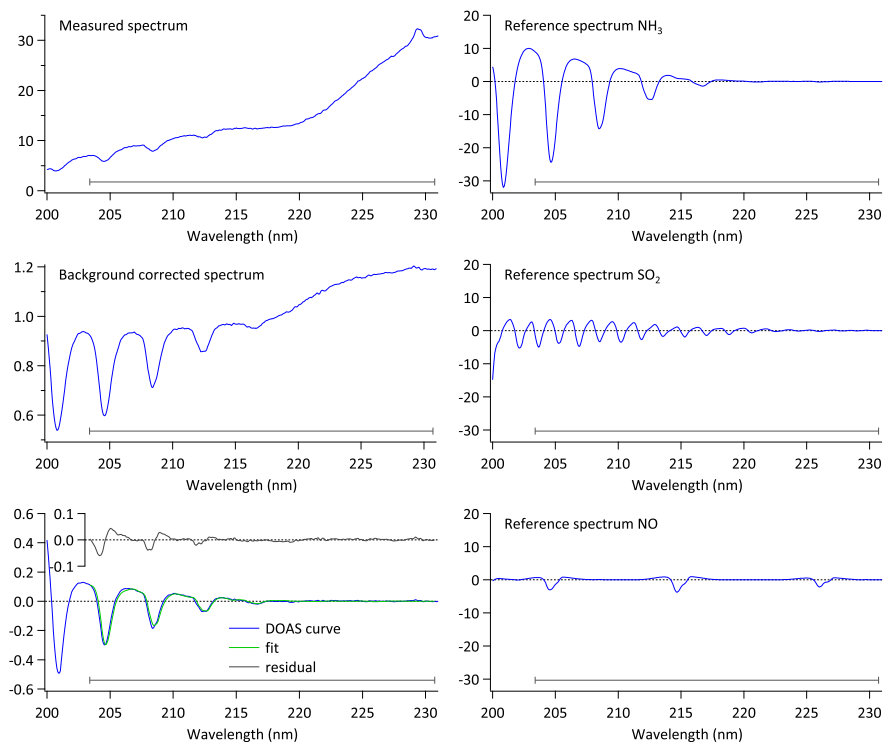 Measured spectrum
30
20
10
0
200 205 210 215 220 225 230
Wavelength (nm)
Reference spectrum NH3
20
10
0
-10
-20
-30
200 205 210 215 220 225 230
Wavelength (nm)
Background corrected spectrum
1.2
1.0
0.8
0.6
200 205 210 215 220 225 230
Wavelength (nm)
Reference spectrum SO2
20
10
0
-10
-20
-30
200 205 210 215 220 225 230
Wavelength (nm)
0.6
0.4
0.2
0.0
-0.2
-0.4
-0.6
0.1
0.0
-0.1
DOAS curve
fit
residual
200 205 210 215 220 225 230
Wavelength (nm)
Reference spectrum NO
20
10
0
-10
-20
-30
200 205 210 215 220 225 230
Wavelength (nm)